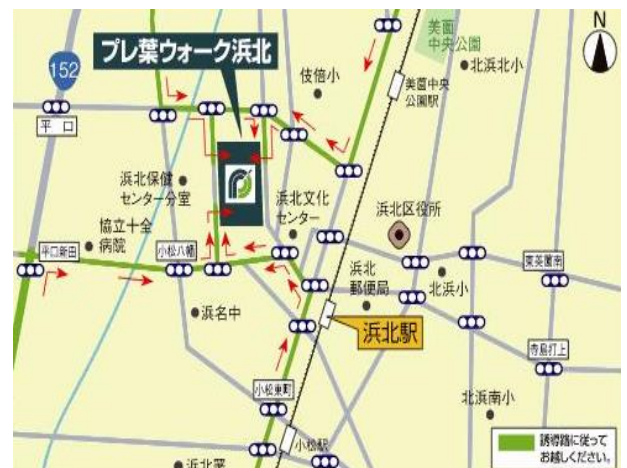 美薗
中央公園
N
152
プレ葉ウォーク浜北
伎倍小
北浜北小
美薗中央
公園駅
平口
浜北保健
センター分室
浜北文化
センター
浜北区役所
協立十全
病院
平口新田
小松八幡
浜北
郵便局
北浜小
東美薗南
浜名中
浜北駅
寺島打上
小松東町
北浜南小
小松駅
誘導路に従って
お越しください。